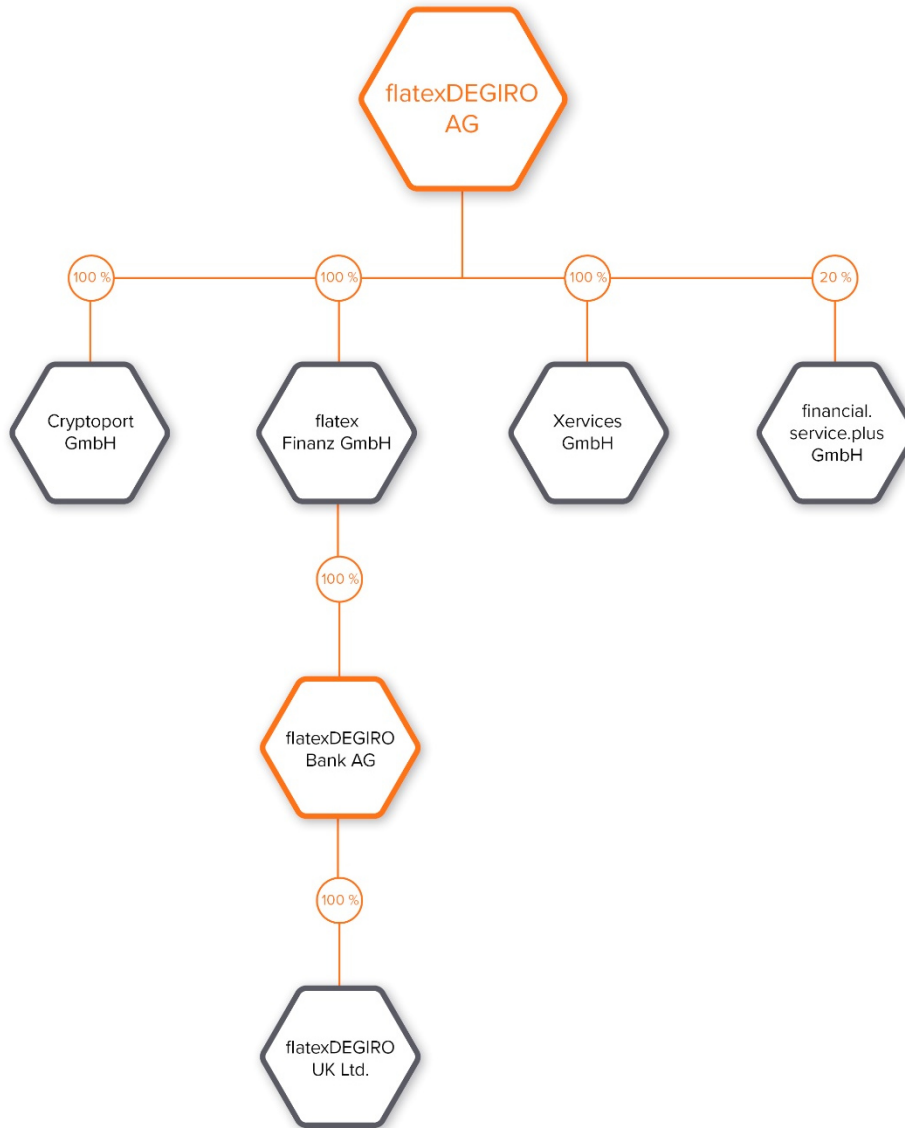 flatexDEGIRO
AG
100 %
100 %
100 %
20 %
Cryptoport
GmbH
flatex
Finanz GmbH
Xervices
GmbH
financial.
service.plus
GmbH
100 %
flatexDEGIRO
Bank AG
100 %
flatexDEGIRO
UK Ltd.